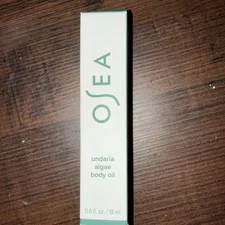 OSEA
undaria
algae
body oil
0.6 fl oz / 18 ml